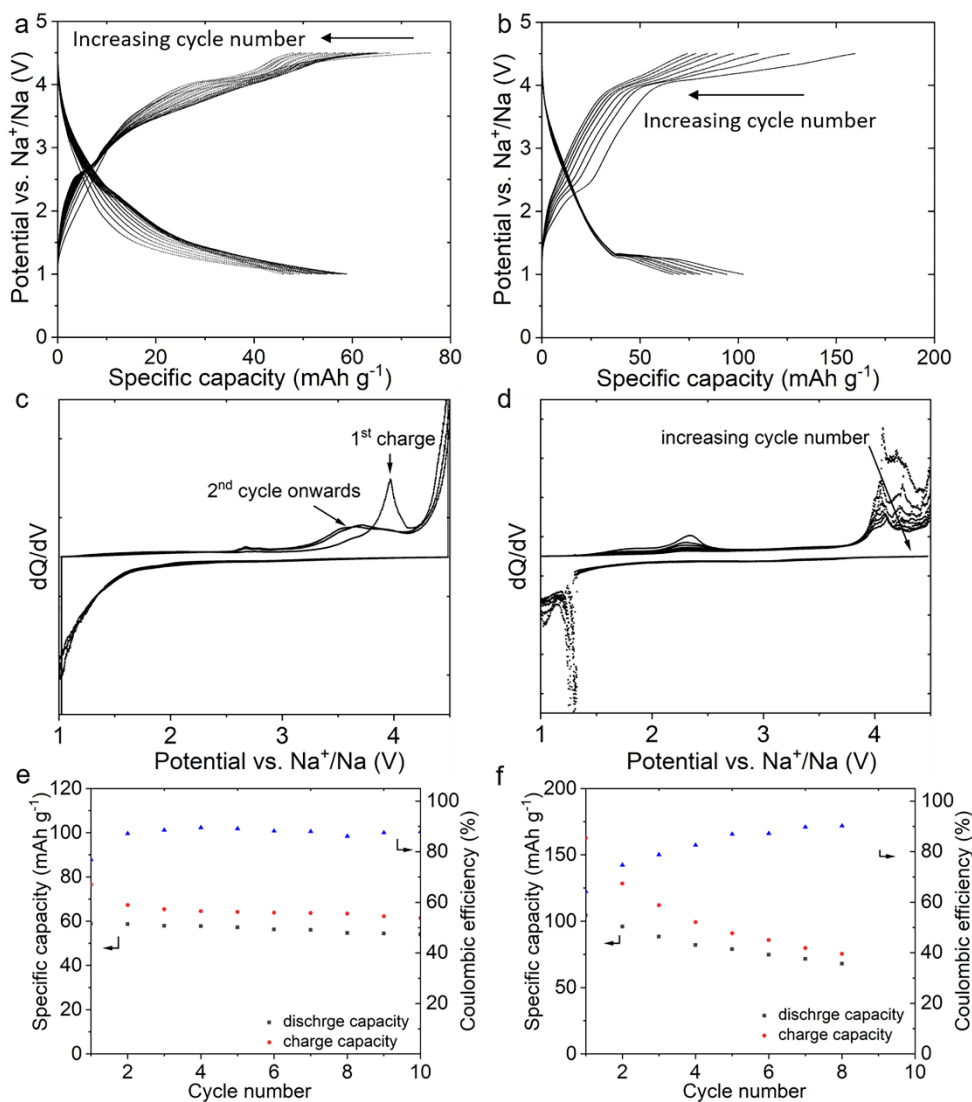 a
Increasing cycle number
5
4
3
2
1
0
Potential vs. Na⁺/Na (V)
0 20 40 60 80
Specific capacity (mAh g⁻¹)
b
Increasing cycle number
5
4
3
2
1
0
Potential vs. Na⁺/Na (V)
0 50 100 150 200
Specific capacity (mAh g⁻¹)
c
1st charge
2nd cycle onwards
dQ/dV
1 2 3 4
Potential vs. Na⁺/Na (V)
d
increasing cycle number
dQ/dV
1 2 3 4
Potential vs. Na⁺/Na (V)
e
120
100
80
60
40
20
0
Specific capacity (mAh g⁻¹)
100
80
60
40
20
Coulombic efficiency (%)
dischrge capacity
charge capacity
2 4 6 8 10
Cycle number
f
200
175
150
125
100
75
50
25
0
Specific capacity (mAh g⁻¹)
100
80
60
40
20
0
Coulombic efficiency (%)
dischrge capacity
charge capacity
2 4 6 8 10
Cycle number